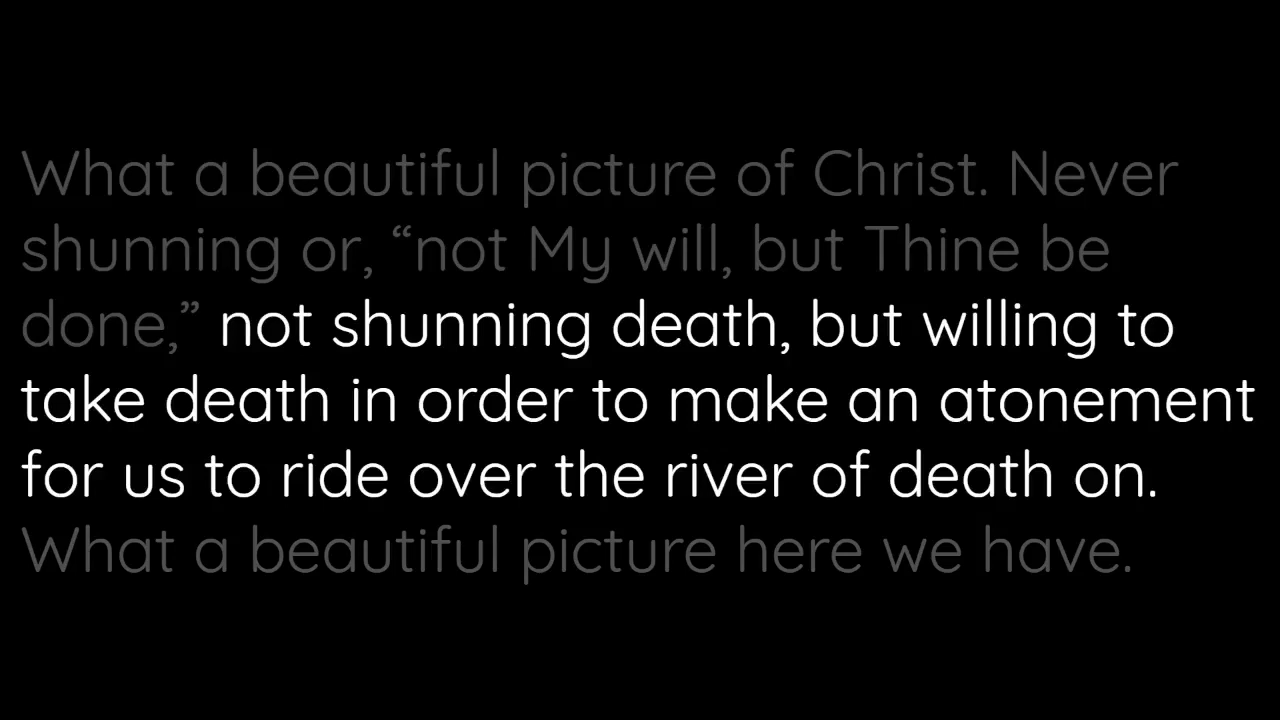 What a beautiful picture of Christ. Never
shunning or, “not My will, but Thine be
done,” not shunning death, but willing to
take death in order to make an atonement
for us to ride over the river of death on.
What a beautiful picture here we have.